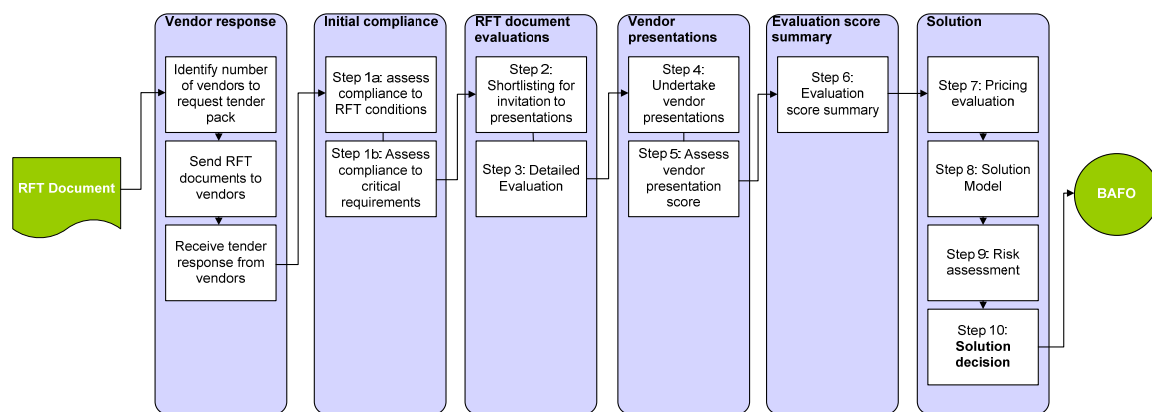 RFT Document
Vendor response
Identify number
of vendors to
request tender
pack
Send RFT
documents to
vendors
Receive tender
response from
vendors
Initial compliance
Step 1a: assess
compliance to
RFT conditions
Step 1b: Assess
compliance to
critical
requirements
RFT document
evaluations
Step 2:
Shortlisting for
invitation to
presentations
Step 3: Detailed
Evaluation
Vendor
presentations
Step 4:
Undertake
vendor
presentations
Step 5: Assess
vendor
presentation
score
Evaluation score
summary
Step 6:
Evaluation
score summary
Solution
Step 7: Pricing
evaluation
Step 8: Solution
Model
Step 9: Risk
assessment
Step 10:
Solution
decision
BAFO